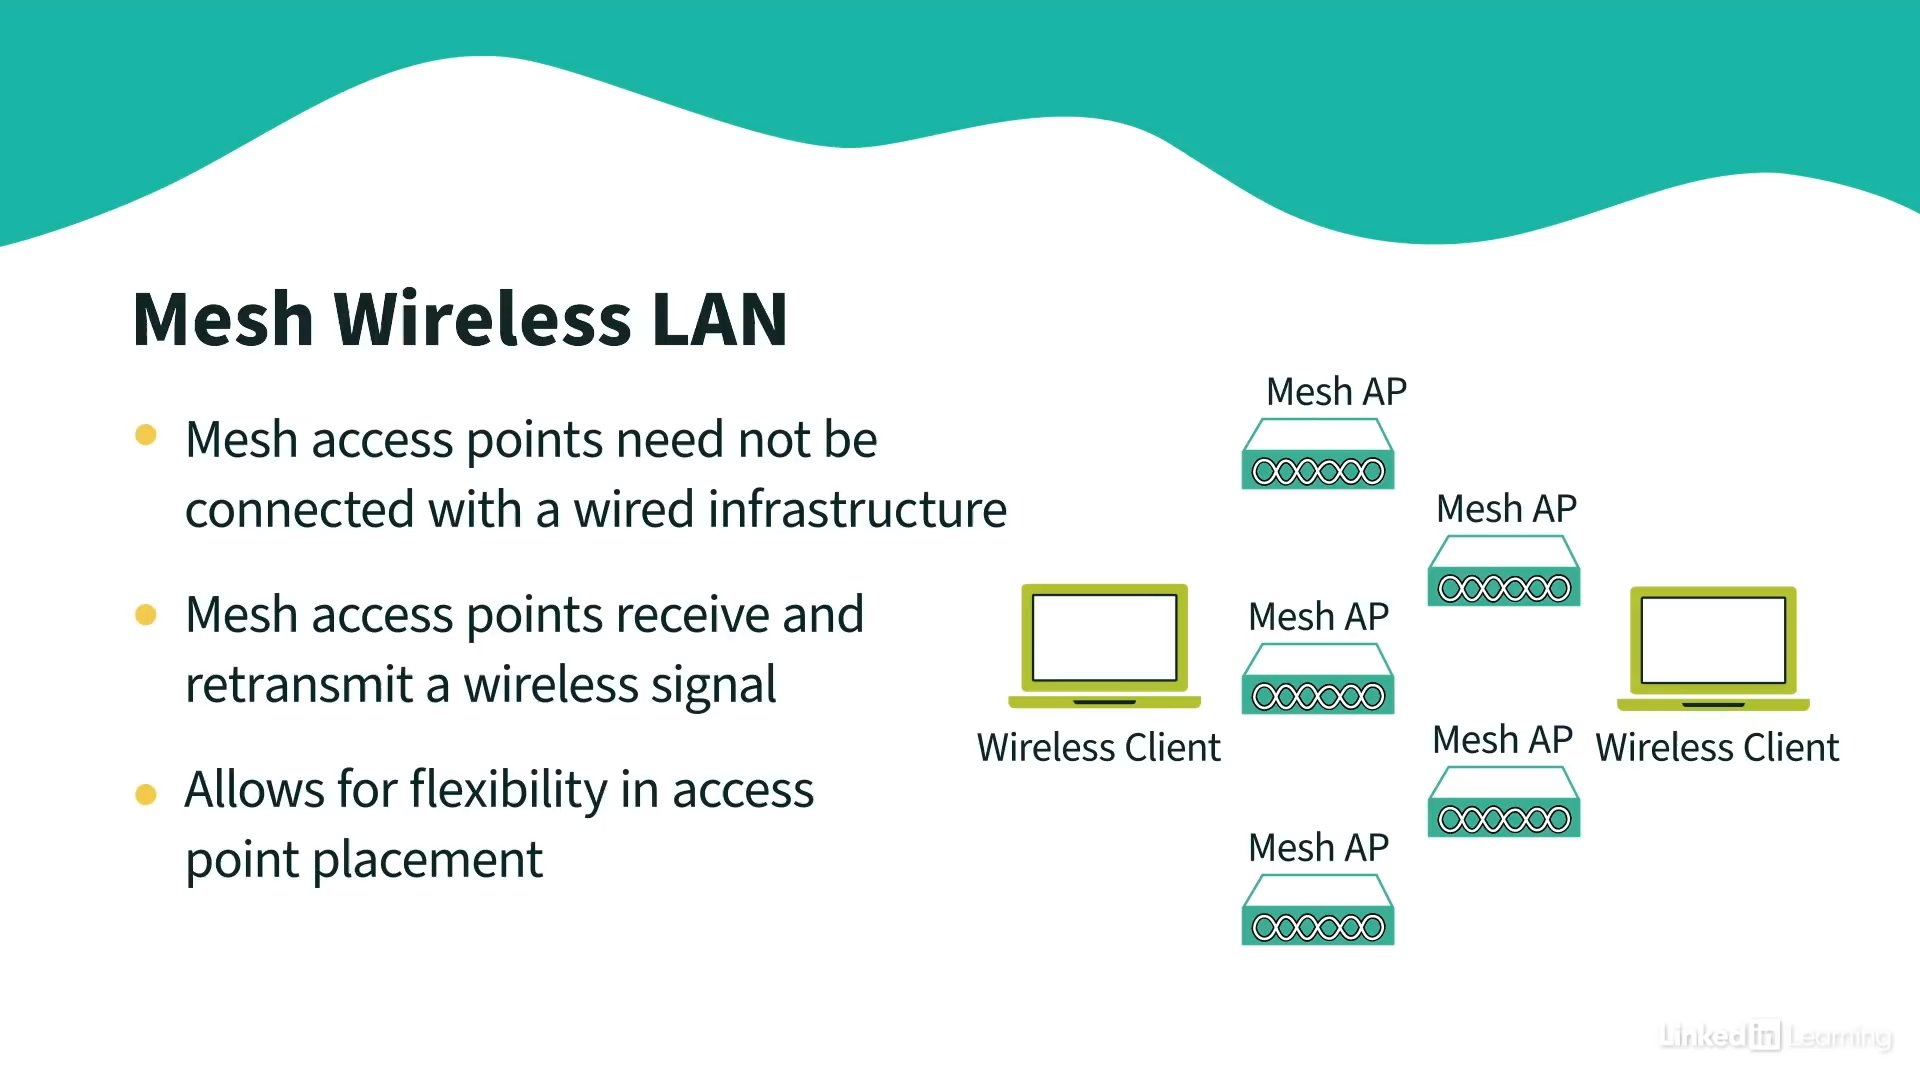 Mesh Wireless LAN
Mesh access points need not be
connected with a wired infrastructure
Mesh access points receive and
retransmit a wireless signal
Allows for flexibility in access
point placement
Mesh AP
Mesh AP
Mesh AP
Wireless Client
Mesh AP
Wireless Client
Mesh AP
Linked in Learning